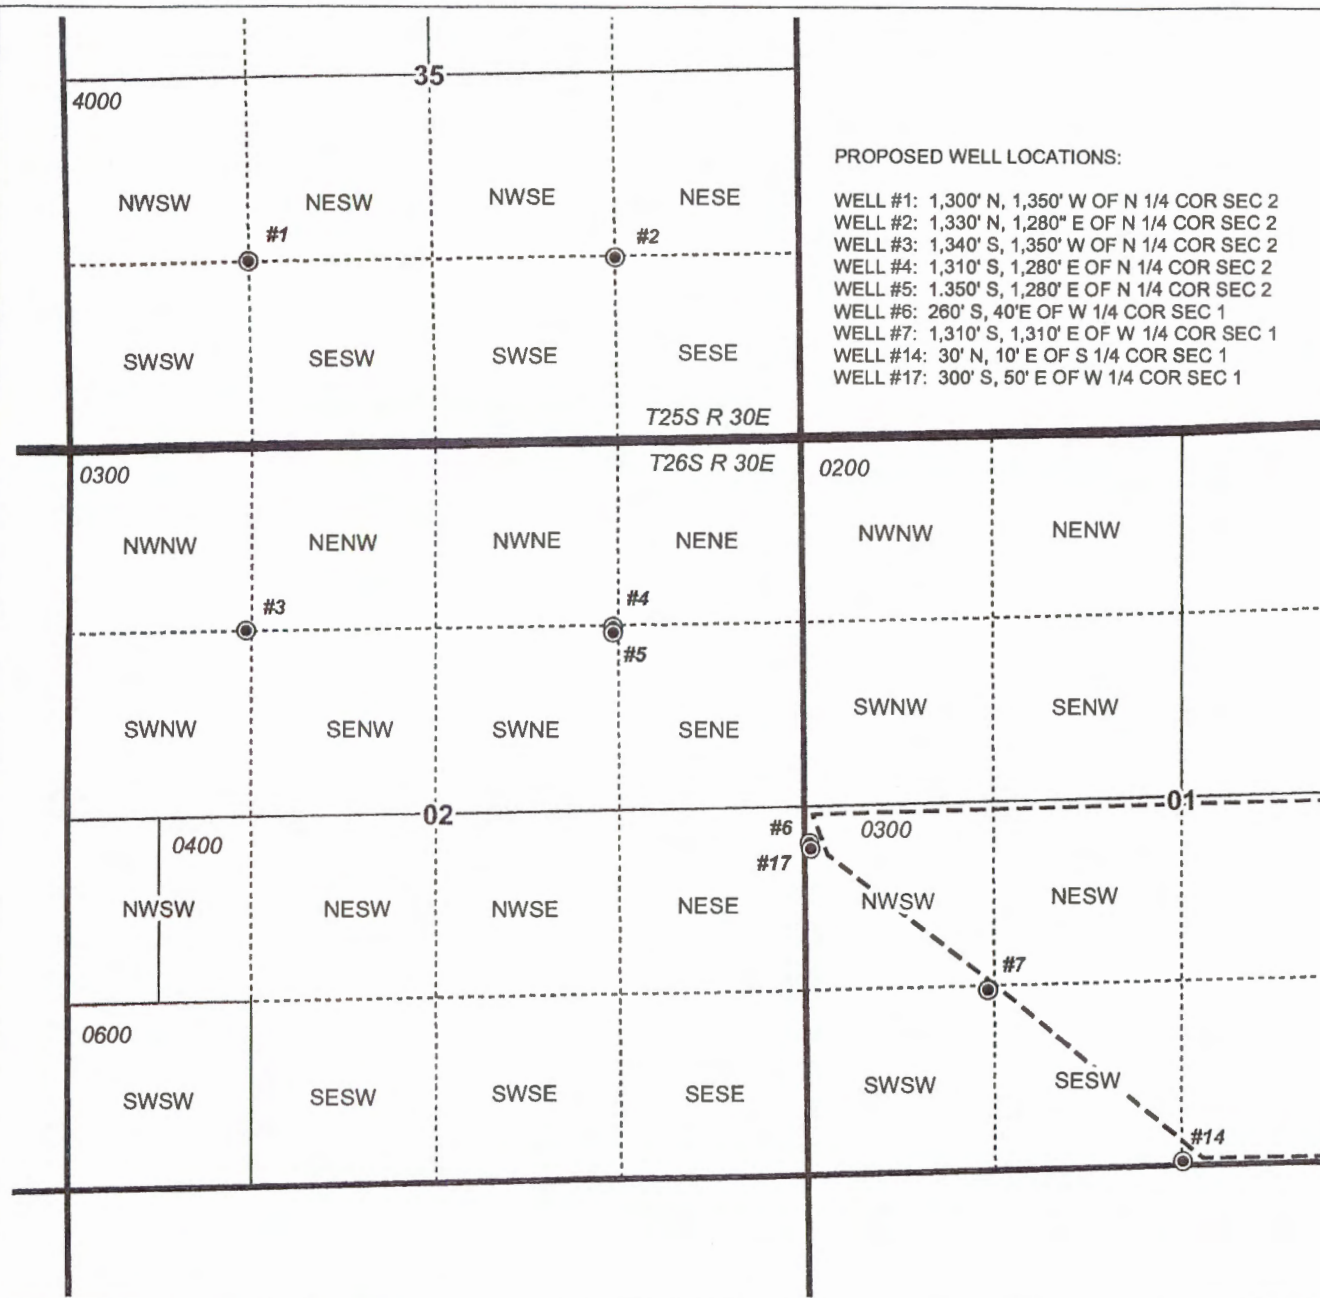 35
4000
NWSW NESW NWSE NESE
#1 #2
SWSW SESW SWSE SESE
T25S R 30E
PROPOSED WELL LOCATIONS:
WELL #1: 1,300' N, 1,350' W OF N 1/4 COR SEC 2
WELL #2: 1,330' N, 1,280" E OF N 1/4 COR SEC 2
WELL #3: 1,340' S, 1,350' W OF N 1/4 COR SEC 2
WELL #4: 1,310' S, 1,280' E OF N 1/4 COR SEC 2
WELL #5: 1.350' S, 1,280' E OF N 1/4 COR SEC 2
WELL #6: 260' S, 40'E OF W 1/4 COR SEC 1
WELL #7: 1,310' S, 1,310' E OF W 1/4 COR SEC 1
WELL #14: 30' N, 10' E OF S 1/4 COR SEC 1
WELL #17: 300' S, 50' E OF W 1/4 COR SEC 1
0300 T26S R 30E 0200
NWNW NENW NWNE NENE NWNW NENW
#3 #4
#5
SWNW SENW SWNE SENE SWNW SENW
02 01
0400 #6 0300
#17
NWSW NESW NWSE NESE NWSW NESW
#7
0600
SWSW SESW SWSE SESE SWSW SESW
#14